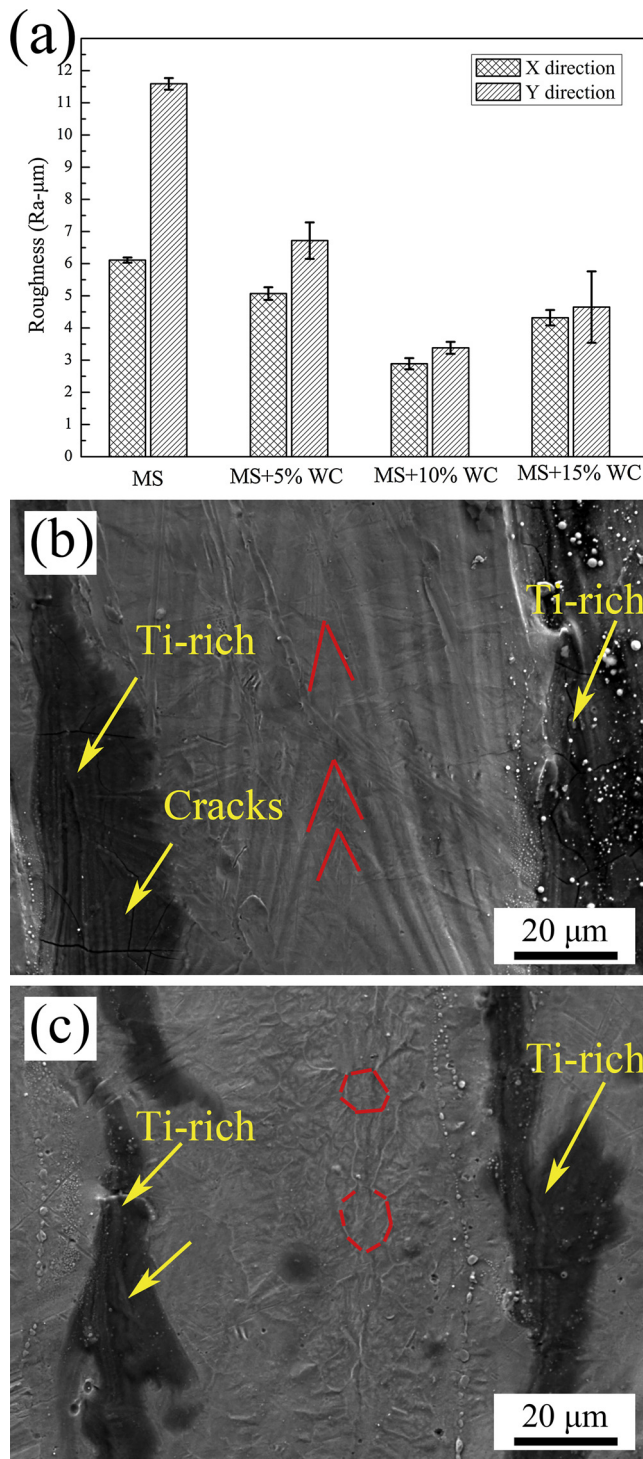 (a)
12
11
10
9
8
7
6
5
4
3
2
1
0
Roughness (Ra-μm)
X direction
Y direction
MS
MS+5% WC
MS+10% WC
MS+15% WC
(b)
Ti-rich
Ti-rich
Cracks
20 μm
(c)
Ti-rich
Ti-rich
20 μm